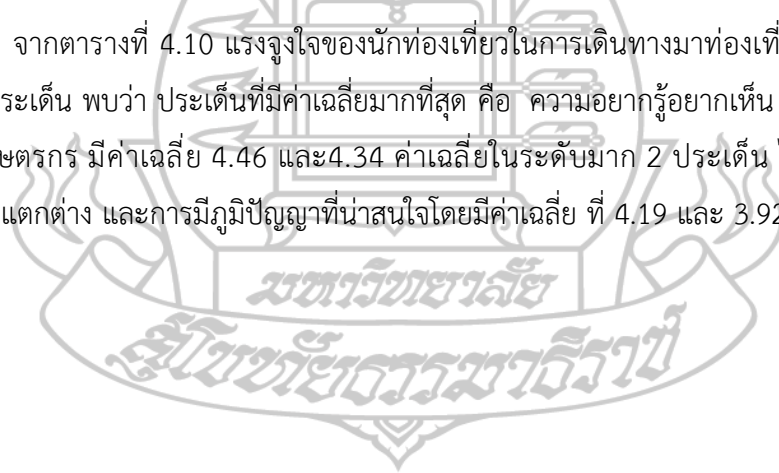 จากตารางที่ 4.10 แรงจูงใจของนักท่องเที่ยวในการเดินทางมาท่องเที่
ระเด็น พบว่า ประเด็นที่มีค่าเฉลี่ยมากที่สุด คือ ความอยากรู้อยากเห็น
ษตรกร มีค่าเฉลี่ย 4.46 และ4.34 ค่าเฉลี่ยในระดับมาก 2 ประเด็น
แตกต่าง และการมีภูมิปัญญาที่น่าสนใจโดยมีค่าเฉลี่ย ที่ 4.19 และ 3.92
มหาวิทยาลัย
สุโขทัยธรรมาธิราช